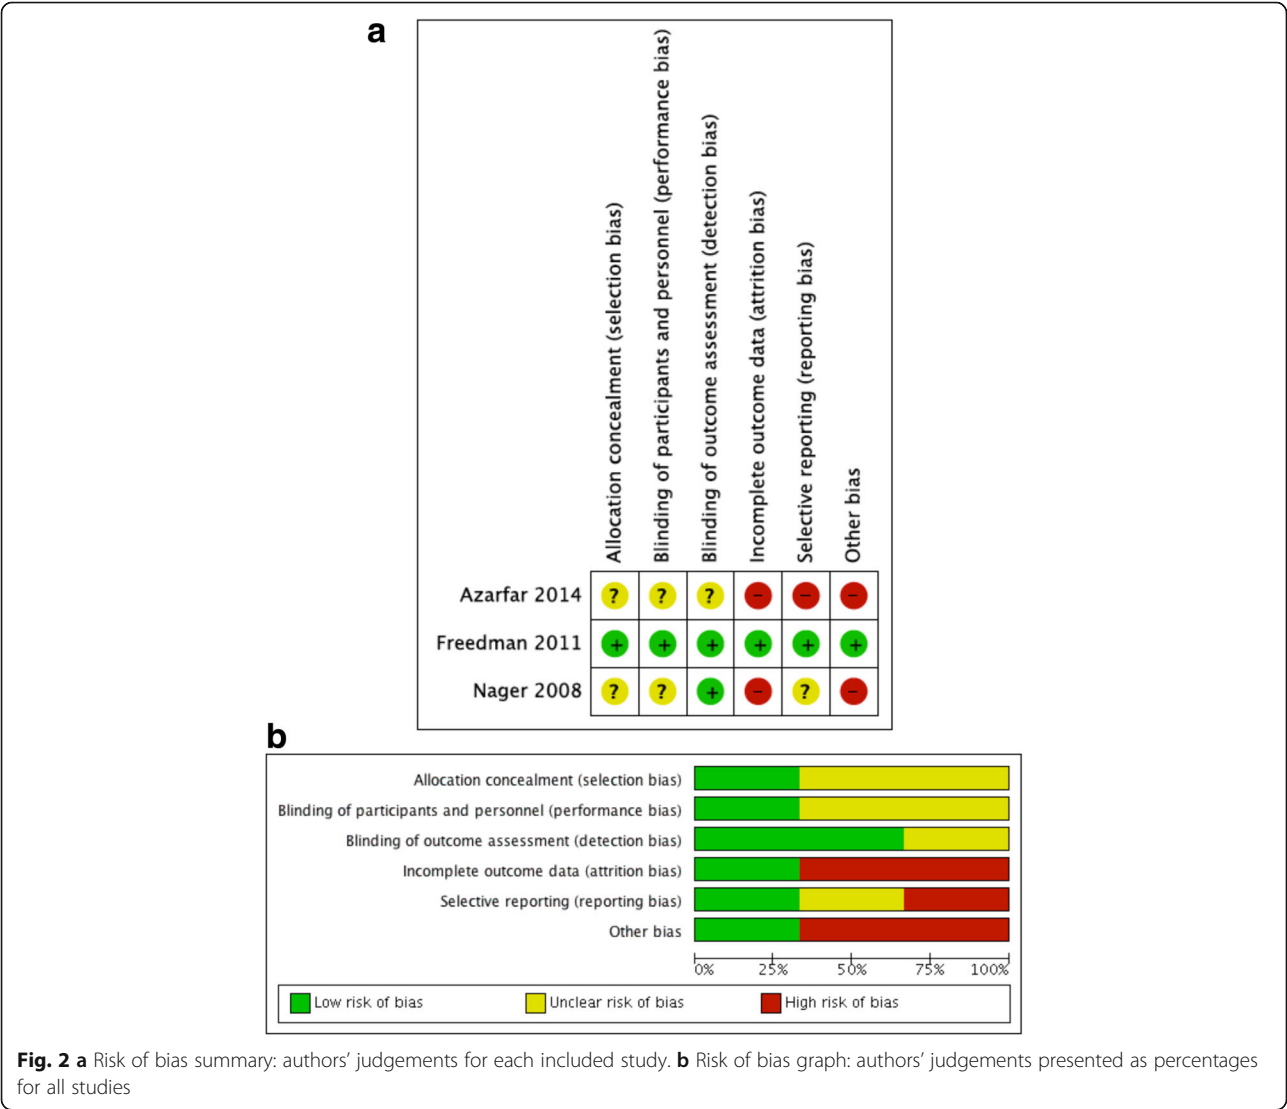 a
Allocation concealment (selection bias)
Blinding of participants and personnel (performance bias)
Blinding of outcome assessment (detection bias)
Incomplete outcome data (attrition bias)
Selective reporting (reporting bias)
Other bias
Azarfar 2014 ? ? ? − − −
Freedman 2011 + + + + + +
Nager 2008 ? ? + − ? −
b
Allocation concealment (selection bias)
Blinding of participants and personnel (performance bias)
Blinding of outcome assessment (detection bias)
Incomplete outcome data (attrition bias)
Selective reporting (reporting bias)
Other bias
0% 25% 50% 75% 100%
Low risk of bias Unclear risk of bias High risk of bias
Fig. 2 a Risk of bias summary: authors’ judgements for each included study. b Risk of bias graph: authors’ judgements presented as percentages
for all studies